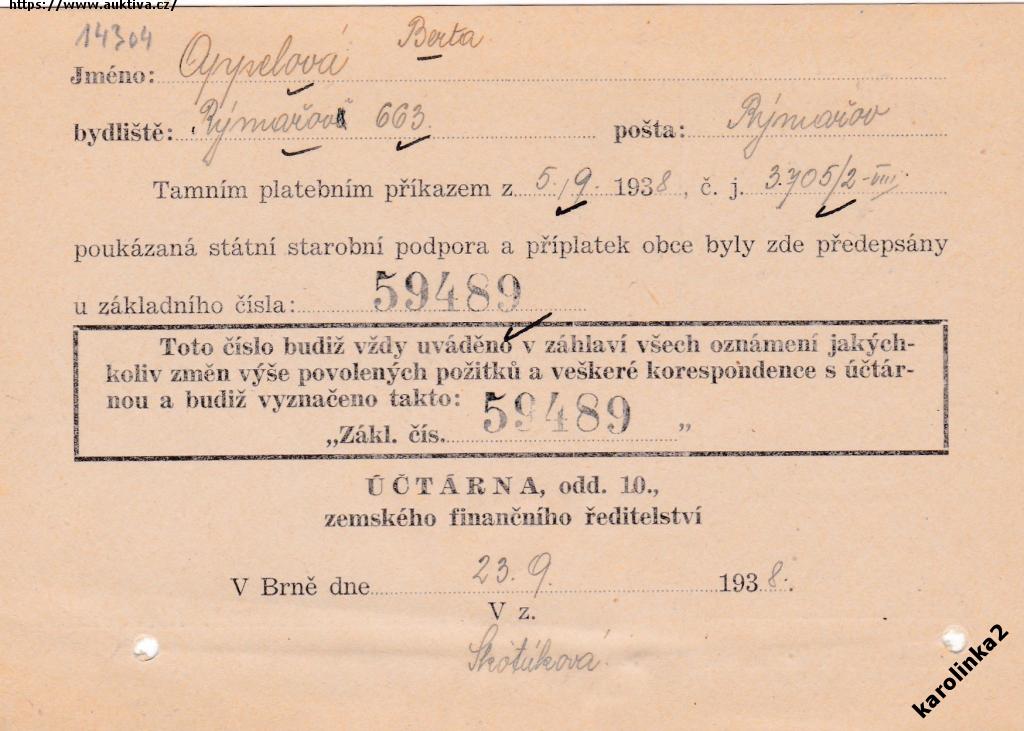 https://www.auktiva.cz/
14304
Jméno: Appelová Berta
bydliště: Rýmařov 663. pošta: Rýmařov
Tamním platebním příkazem z 5./9. 1938, č. j. 3.705/2-VIII.
poukázaná státní starobní podpora a příplatek obce byly zde předepsány
u základního čísla: 59489
Toto číslo budiž vždy uváděno v záhlaví všech oznámení jakých-
koliv změn výše povolených požitků a veškeré korespondence s účtár-
nou a budiž vyznačeno takto: 59489
„Zákl. čís. "
ÚČTÁRNA, odd. 10.,
zemského finančního ředitelství
V Brně dne 23. 9. 1938.
V z.
karolinka2